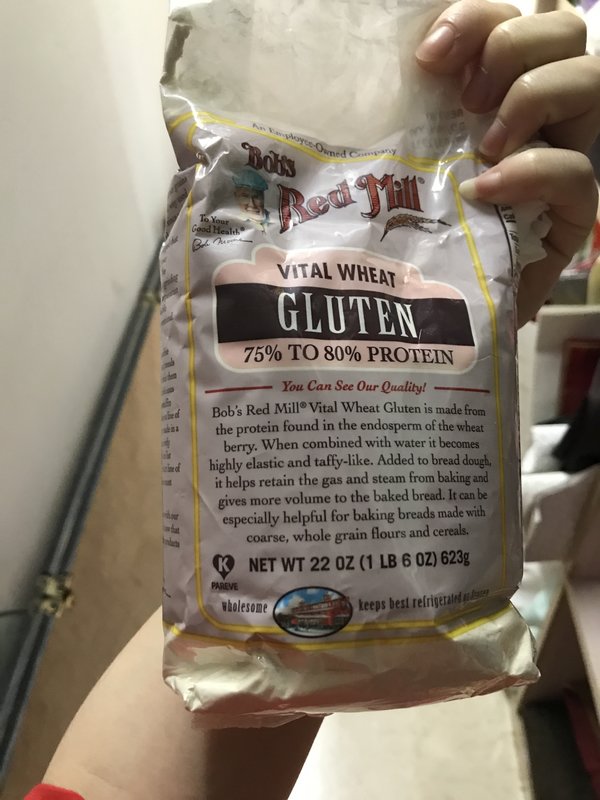 An Employee-Owned Company
Bob's
Red Mill®
To Your
Good Health®
Bob Moore
VITAL WHEAT
GLUTEN
75% TO 80% PROTEIN
You Can See Our Quality!
Bob's Red Mill® Vital Wheat Gluten is made from
the protein found in the endosperm of the wheat
berry. When combined with water it becomes
highly elastic and taffy-like. Added to bread dough,
it helps retain the gas and steam from baking and
gives more volume to the baked bread. It can be
especially helpful for baking breads made with
coarse, whole grain flours and cereals.
K
PAREVE
NET WT 22 OZ (1 LB 6 OZ) 623g
wholesome
keeps best refrigerated or frozen